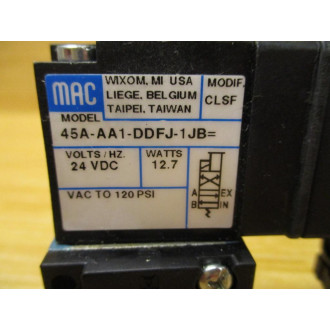 MAC
WIXOM, MI USA
LIEGE, BELGIUM
TAIPEI, TAIWAN
MODIF.
CLSF
MODEL
45A-AA1-DDFJ-1JB=
VOLTS / HZ.
24 VDC
WATTS
12.7
A EX
B IN
VAC TO 120 PSI